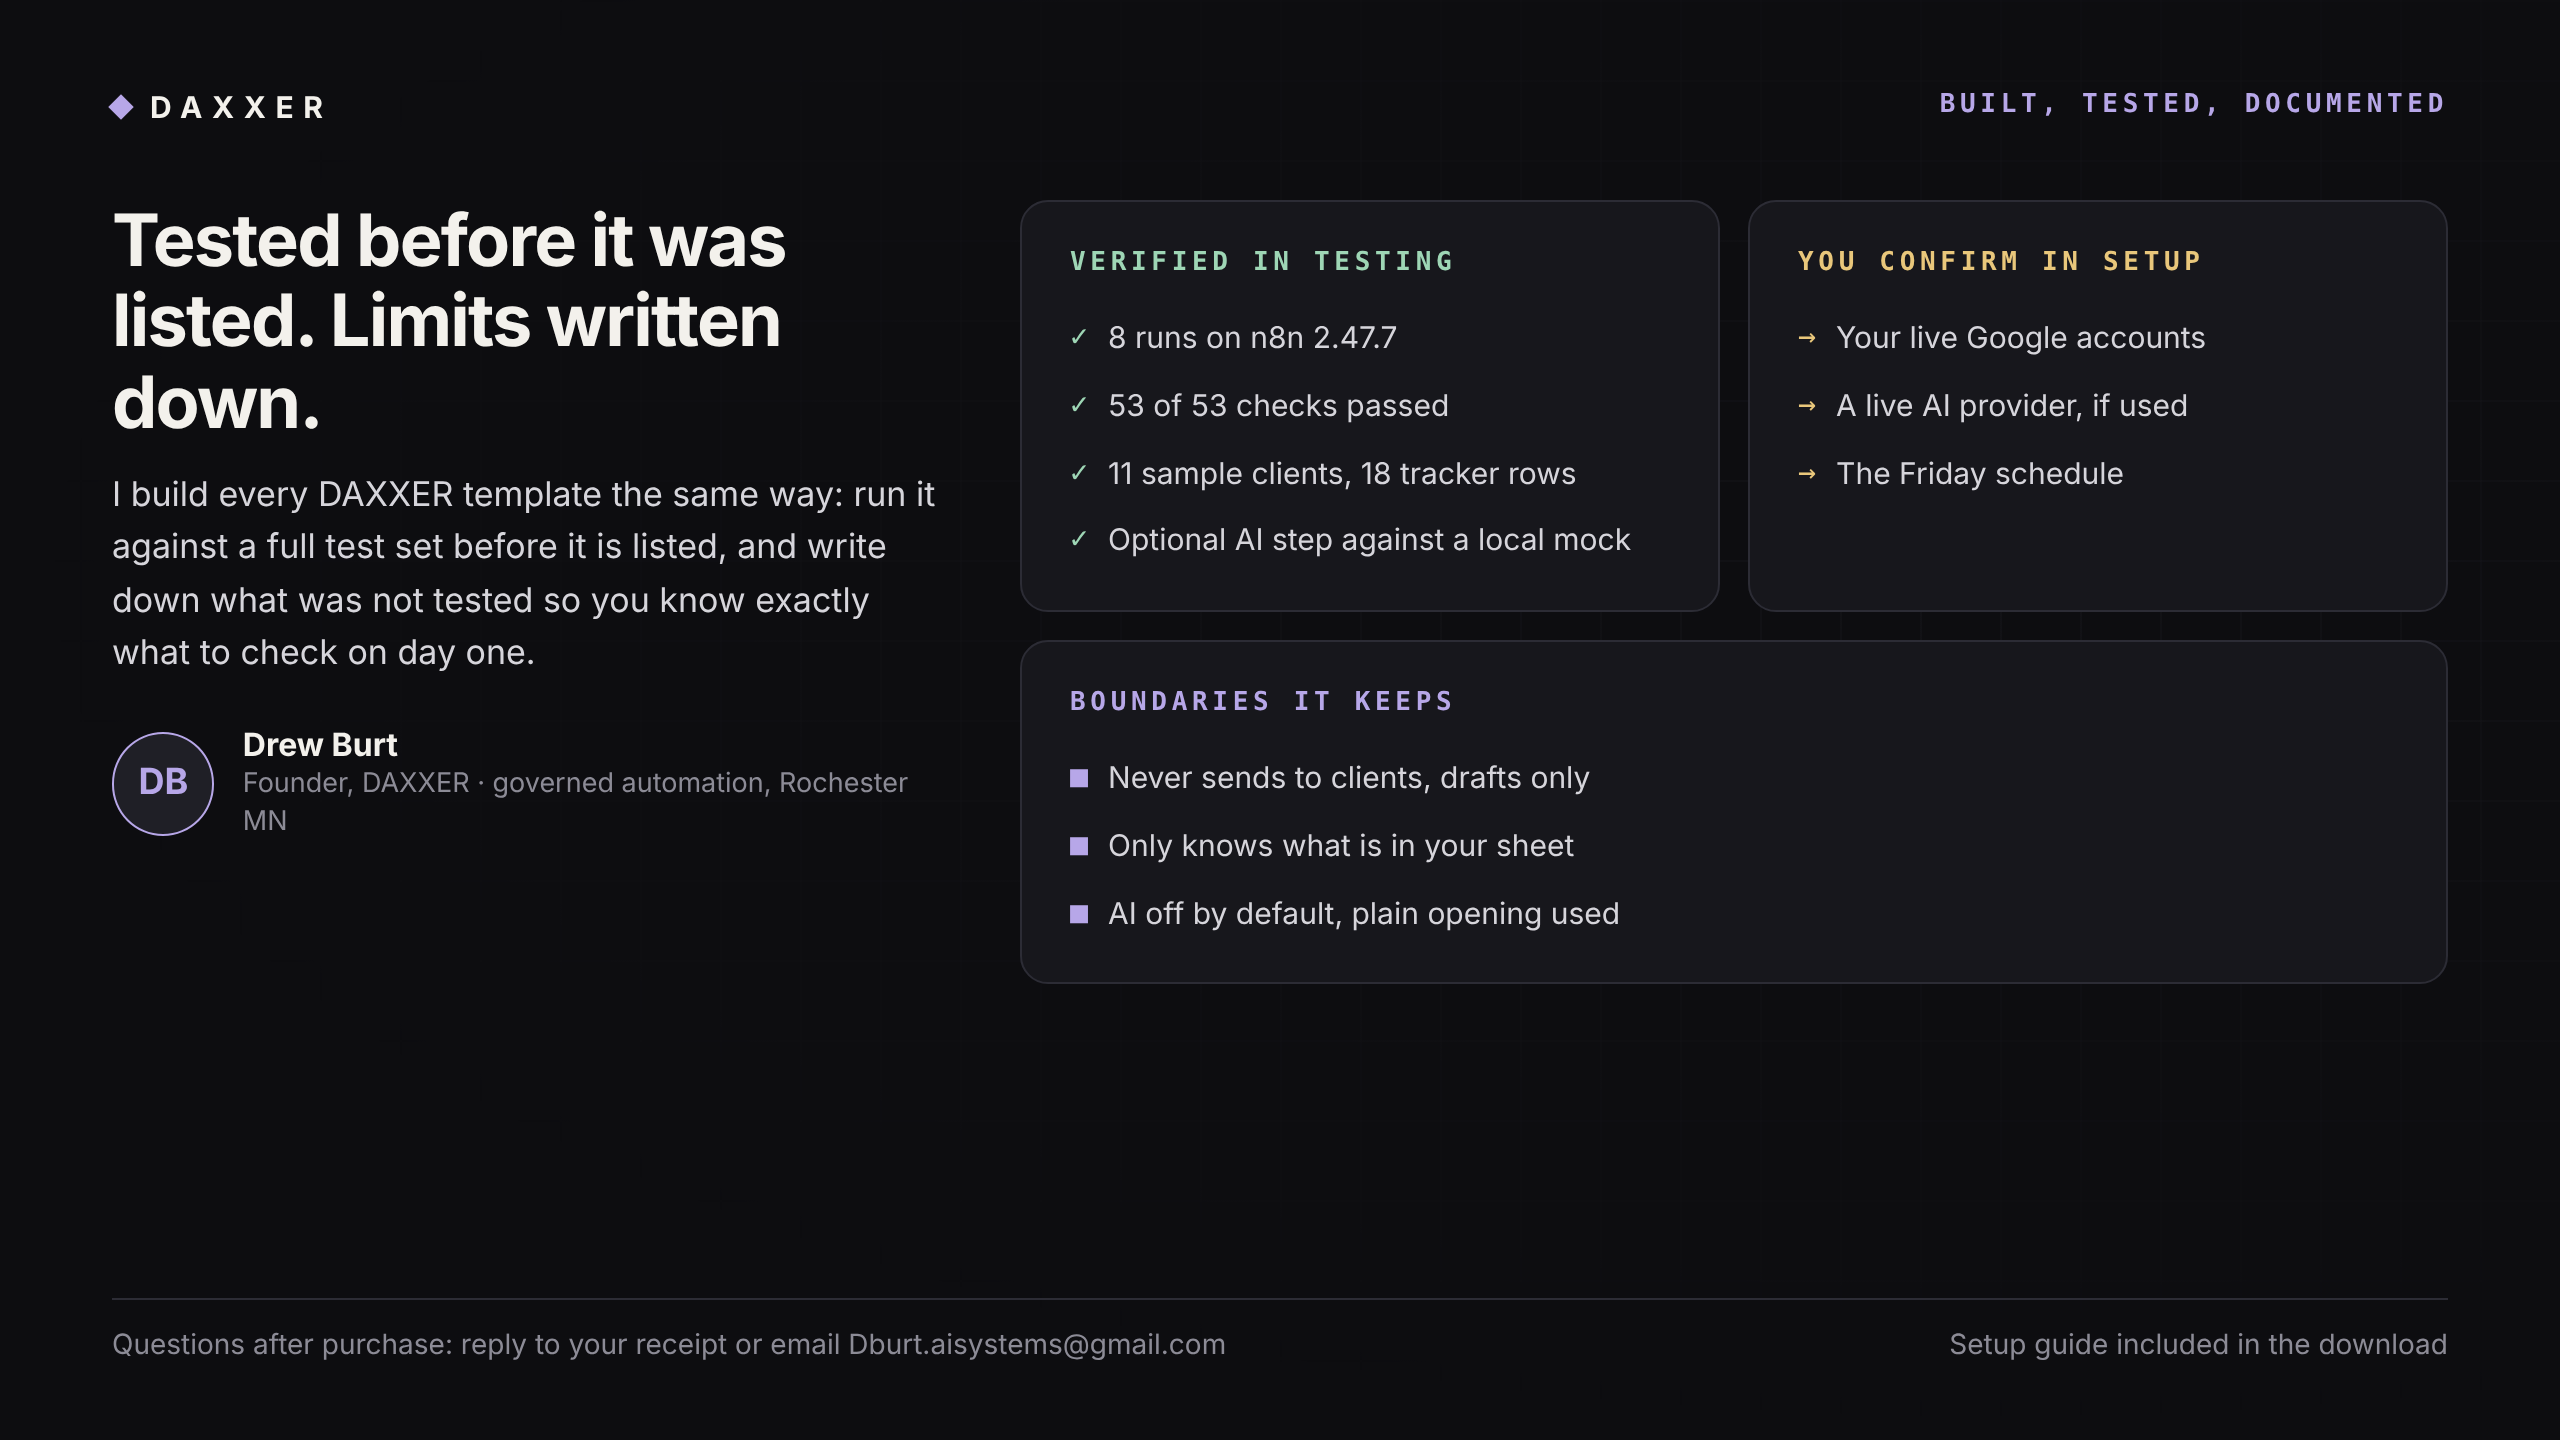 DAXXER
BUILT, TESTED, DOCUMENTED
Tested before it was
listed. Limits written
down.
I build every DAXXER template the same way: run it
against a full test set before it is listed, and write
down what was not tested so you know exactly
what to check on day one.
DB
Drew Burt
Founder, DAXXER · governed automation, Rochester
MN
VERIFIED IN TESTING
✓ 8 runs on n8n 2.47.7
✓ 53 of 53 checks passed
✓ 11 sample clients, 18 tracker rows
✓ Optional AI step against a local mock
YOU CONFIRM IN SETUP
→ Your live Google accounts
→ A live AI provider, if used
→ The Friday schedule
BOUNDARIES IT KEEPS
■ Never sends to clients, drafts only
■ Only knows what is in your sheet
■ AI off by default, plain opening used
Questions after purchase: reply to your receipt or email Dburt.aisystems@gmail.com
Setup guide included in the download